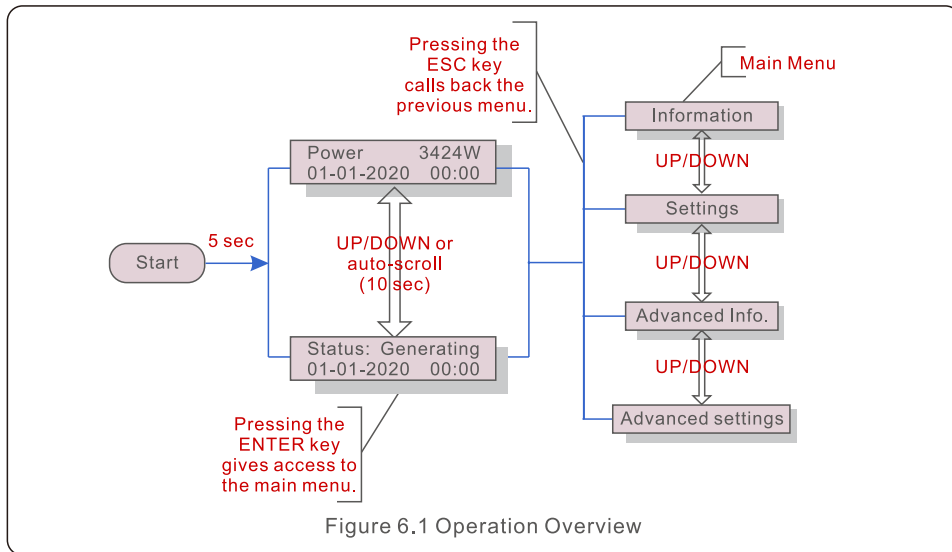 Pressing the
ESC key
calls back the
previous menu.
Main Menu
Information
UP/DOWN
Settings
UP/DOWN
Advanced Info.
UP/DOWN
Advanced settings
Power 3424W
01-01-2020 00:00
5 sec
Start
UP/DOWN or
auto-scroll
(10 sec)
Status: Generating
01-01-2020 00:00
Pressing the
ENTER key
gives access to
the main menu.
Figure 6.1 Operation Overview